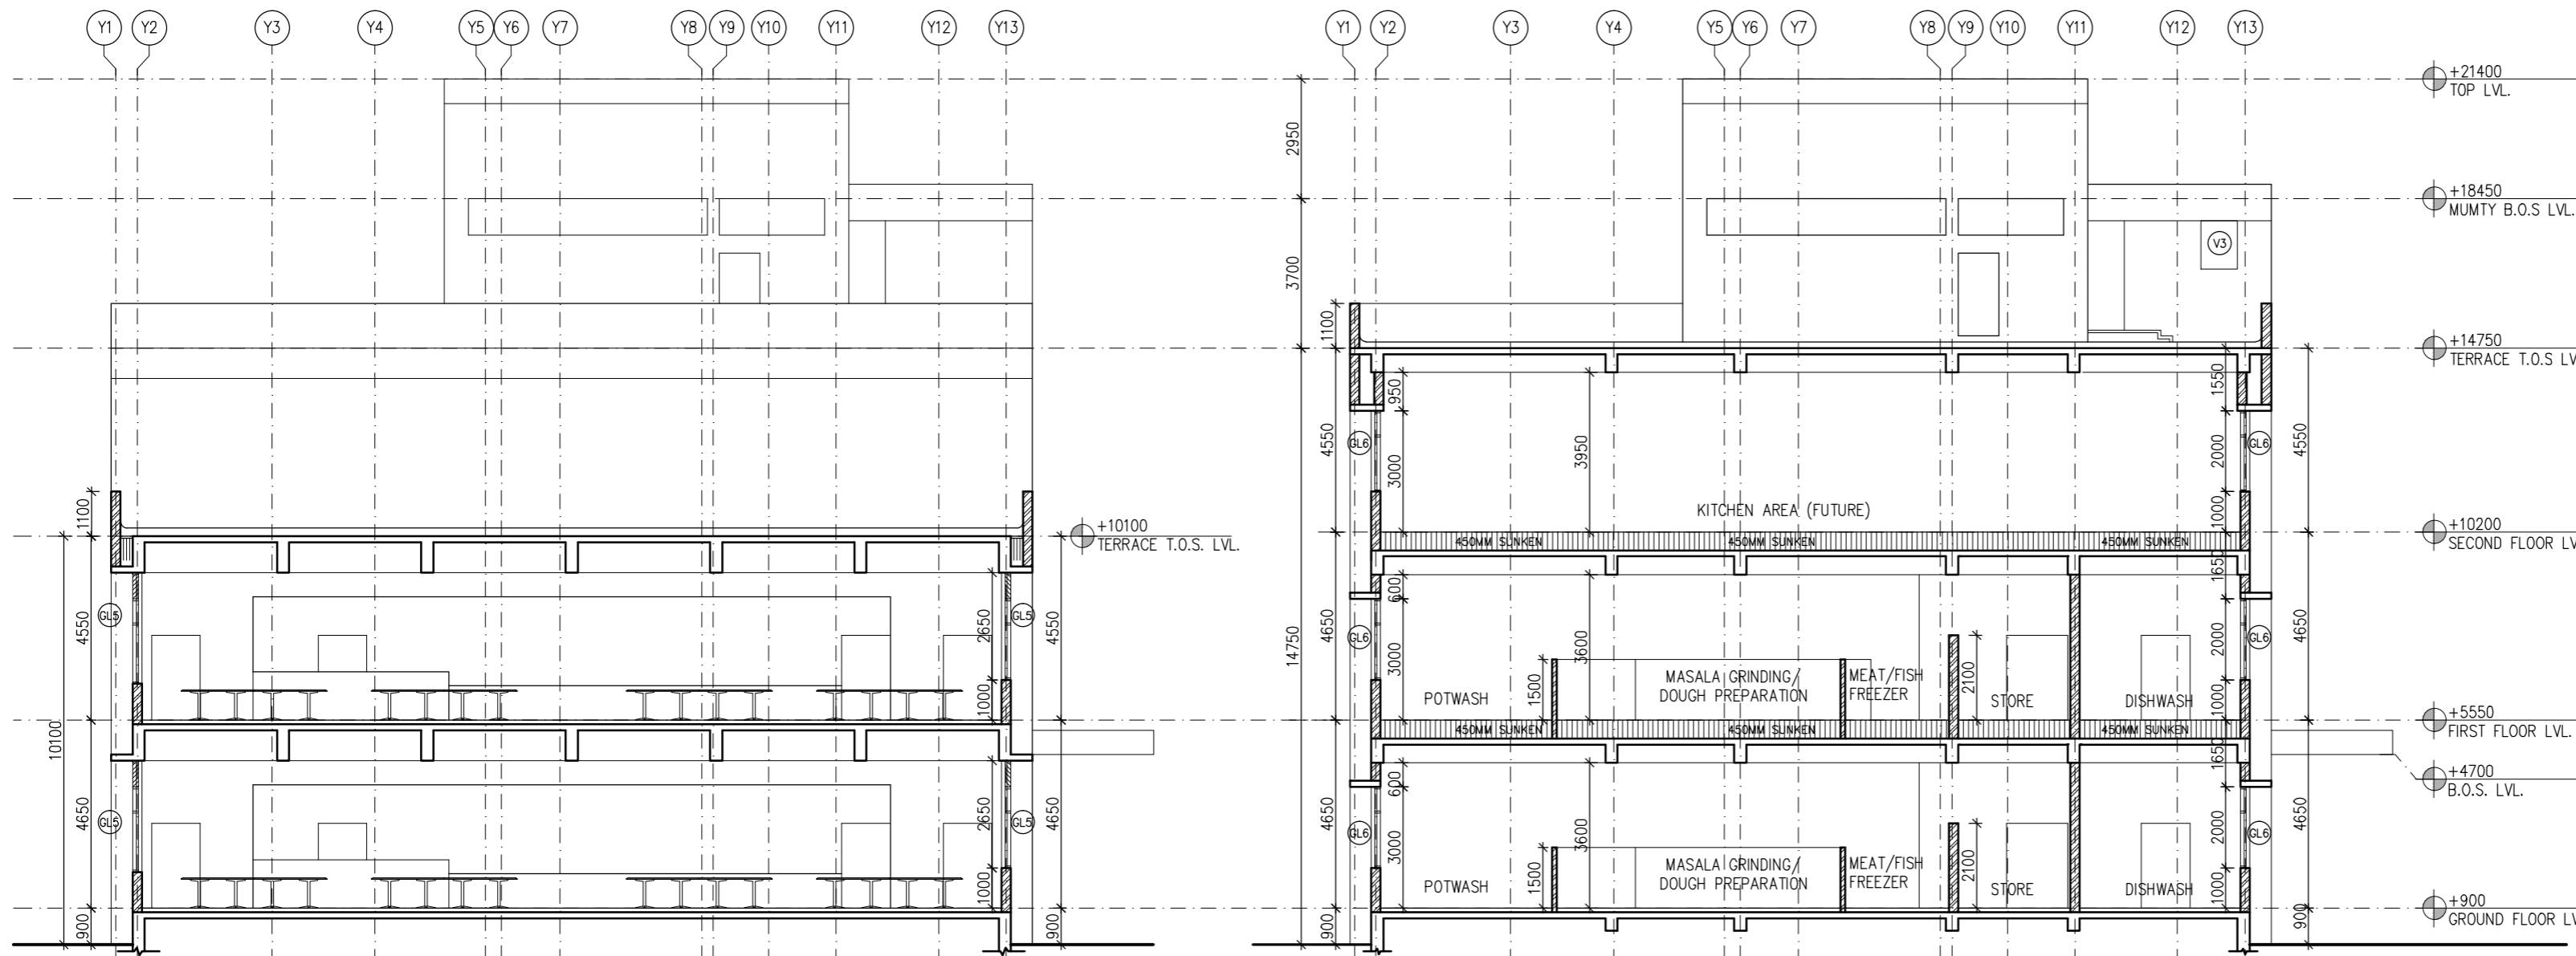 Y1 Y2 Y3 Y4 Y5 Y6 Y7 Y8 Y9 Y10 Y11 Y12 Y13
1100
4550
4650
900
10100
GL5
GL5
GL5
GL5
2650
1000
2650
1000
4550
4650
900
+10100
TERRACE T.O.S. LVL.
Y1 Y2 Y3 Y4 Y5 Y6 Y7 Y8 Y9 Y10 Y11 Y12 Y13
2950
3700
14750
1100
4550
4650
4650
900
V3
GL6
GL6
950
3000
3950
1550
2000
1000
4550
KITCHEN AREA (FUTURE)
450MM SUNKEN 450MM SUNKEN 450MM SUNKEN
GL6
GL6
600
3000
3600
1500
2100
1650
2000
1000
4650
POTWASH
MASALA GRINDING/
DOUGH PREPARATION
MEAT/FISH
FREEZER
STORE
DISHWASH
450MM SUNKEN 450MM SUNKEN 450MM SUNKEN
GL6
GL6
600
3000
3600
1500
2100
1650
2000
1000
4650
900
POTWASH
MASALA GRINDING/
DOUGH PREPARATION
MEAT/FISH
FREEZER
STORE
DISHWASH
+21400
TOP LVL.
+18450
MUMTY B.O.S LVL.
+14750
TERRACE T.O.S LV
+10200
SECOND FLOOR LV
+5550
FIRST FLOOR LVL.
+4700
B.O.S. LVL.
+900
GROUND FLOOR LV